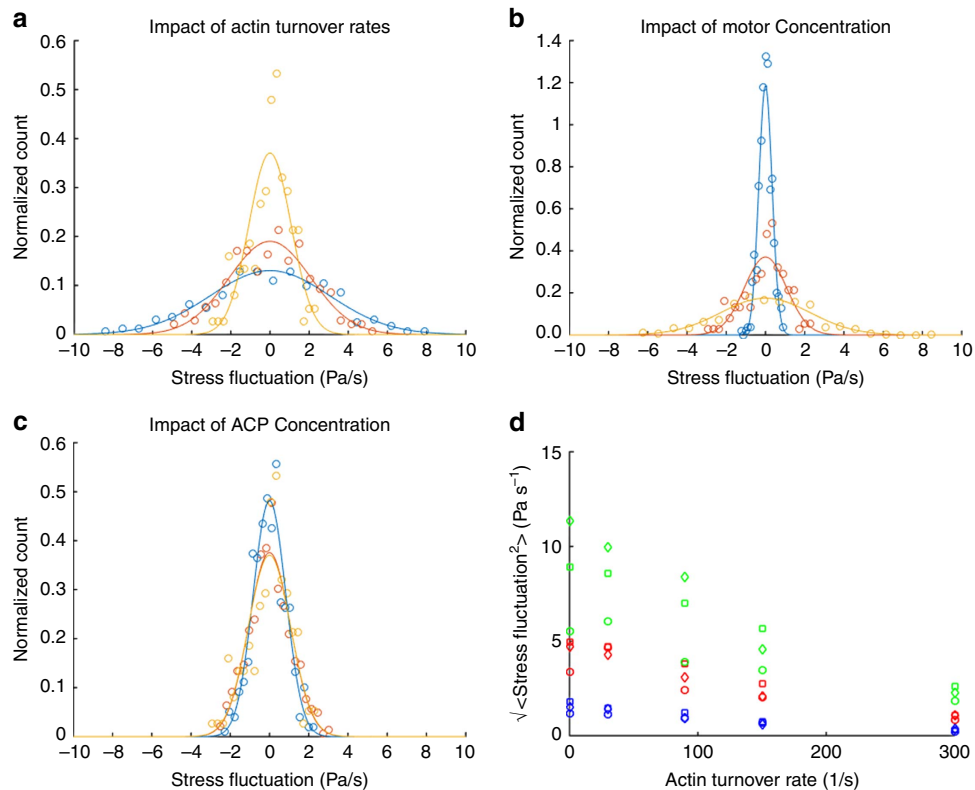 a
Impact of actin turnover rates
0.6
0.5
0.4
0.3
0.2
0.1
0
Normalized count
−10 −8 −6 −4 −2 0 2 4 6 8 10
Stress fluctuation (Pa/s)
b
Impact of motor Concentration
1.4
1.2
1
0.8
0.6
0.4
0.2
0.0
Normalized count
−10 −8 −6 −4 −2 0 2 4 6 8 10
Stress fluctuation (Pa/s)
c
Impact of ACP Concentration
0.6
0.5
0.4
0.3
0.2
0.1
0
Normalized count
−10 −8 −6 −4 −2 0 2 4 6 8 10
Stress fluctuation (Pa/s)
d
15
10
5
0
√<Stress fluctuation²> (Pa s⁻¹)
0 100 200 300
Actin turnover rate (1/s)